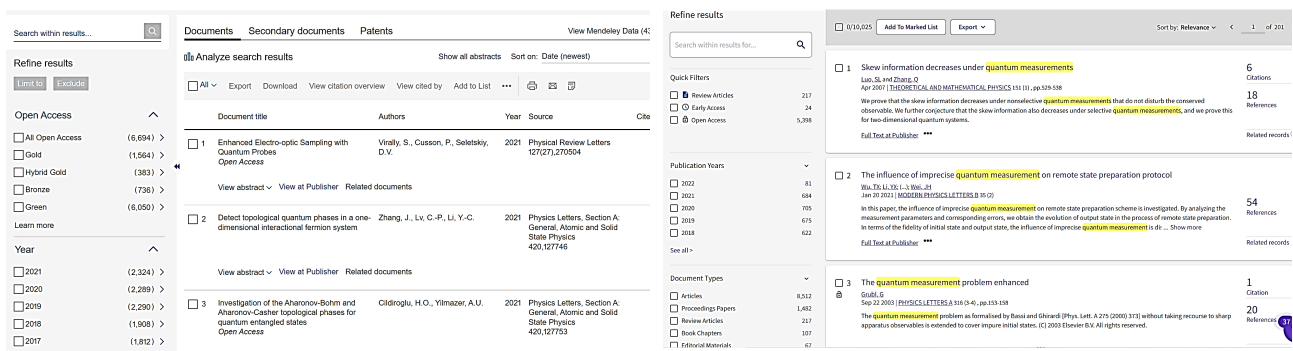 Search within results...
Refine results
Limit to Exclude
Open Access
All Open Access (6,694) >
Gold (1,564) >
Hybrid Gold (383) >
Bronze (736) >
Green (6,050) >
Learn more
Year
2021 (2,324) >
2020 (2,289) >
2019 (2,290) >
2018 (1,908) >
2017 (1,812) >
Documents Secondary documents Patents View Mendeley Data (43
Analyze search results Show all abstracts Sort on: Date (newest)
All Export Download View citation overview View cited by Add to List •••
Document title Authors Year Source Cite
1 Enhanced Electro-optic Sampling with Virally, S., Cusson, P., Seletskiy, 2021 Physical Review Letters
Quantum Probes D.V. 127(27),270504
Open Access
View abstract View at Publisher Related documents
2 Detect topological quantum phases in a one- Zhang, J., Lv, C.-P., Li, Y.-C. 2021 Physics Letters, Section A:
dimensional interactional fermion system General, Atomic and Solid
State Physics
420,127746
View abstract View at Publisher Related documents
3 Investigation of the Aharonov-Bohm and Cildiroglu, H.O., Yilmazer, A.U. 2021 Physics Letters, Section A:
Aharonov-Casher topological phases for General, Atomic and Solid
quantum entangled states State Physics
Open Access 420,127753
Refine results
Search within results for...
Quick Filters
Review Articles 217
Early Access 24
Open Access 5,398
Publication Years
2022 81
2021 684
2020 705
2019 675
2018 622
See all >
Document Types
Articles 8,512
Proceedings Papers 1,482
Review Articles 217
Book Chapters 107
Editorial Materials 67
0/10,025 Add To Marked List Export Sort by: Relevance < 1 of 201
1 Skew information decreases under quantum measurements
Luo, SL and Zhang, Q
Apr 2007 | THEORETICAL AND MATHEMATICAL PHYSICS 151 (1) , pp.529-538
We prove that the skew information decreases under nonselective quantum measurements that do not disturb the conserved
observable. We further conjecture that the skew information also decreases under selective quantum measurements, and we prove this
for two-dimensional quantum systems.
Full Text at Publisher •••
6
Citations
18
References
Related records
2 The influence of imprecise quantum measurement on remote state preparation protocol
Wu, TX; Li, YX; (...); Wei, JH
Jan 20 2021 | MODERN PHYSICS LETTERS B 35 (2)
In this paper, the influence of imprecise quantum measurement on remote state preparation scheme is investigated. By analyzing the
measurement parameters and corresponding errors, we obtain the evolution of output state in the process of remote state preparation.
In terms of the fidelity of initial state and output state, the influence of imprecise quantum measurement is dir ... Show more
Full Text at Publisher •••
54
References
Related records
3 The quantum measurement problem enhanced
Grubl, G
Sep 22 2003 | PHYSICS LETTERS A 316 (3-4) , pp.153-158
The quantum measurement problem as formalised by Bassi and Ghirardi [Phys. Lett. A 275 (2000) 373] without taking recourse to sharp
apparatus observables is extended to cover impure initial states. (C) 2003 Elsevier B.V. All rights reserved.
1
Citation
20
References
37